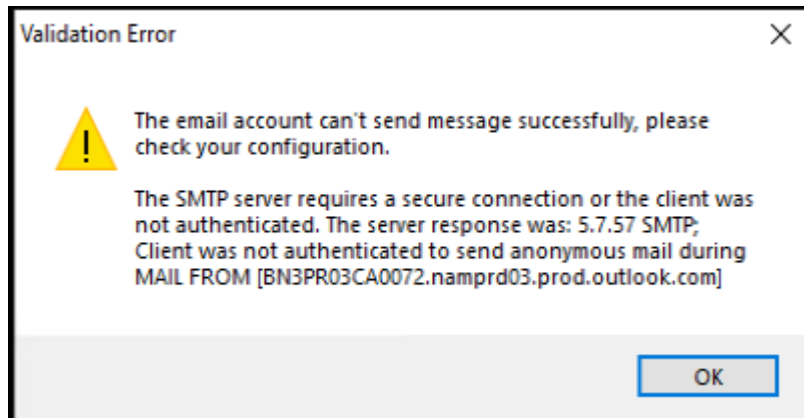 Validation Error
The email account can't send message successfully, please
check your configuration.
The SMTP server requires a secure connection or the client was
not authenticated. The server response was: 5.7.57 SMTP;
Client was not authenticated to send anonymous mail during
MAIL FROM [BN3PR03CA0072.namprd03.prod.outlook.com]
OK